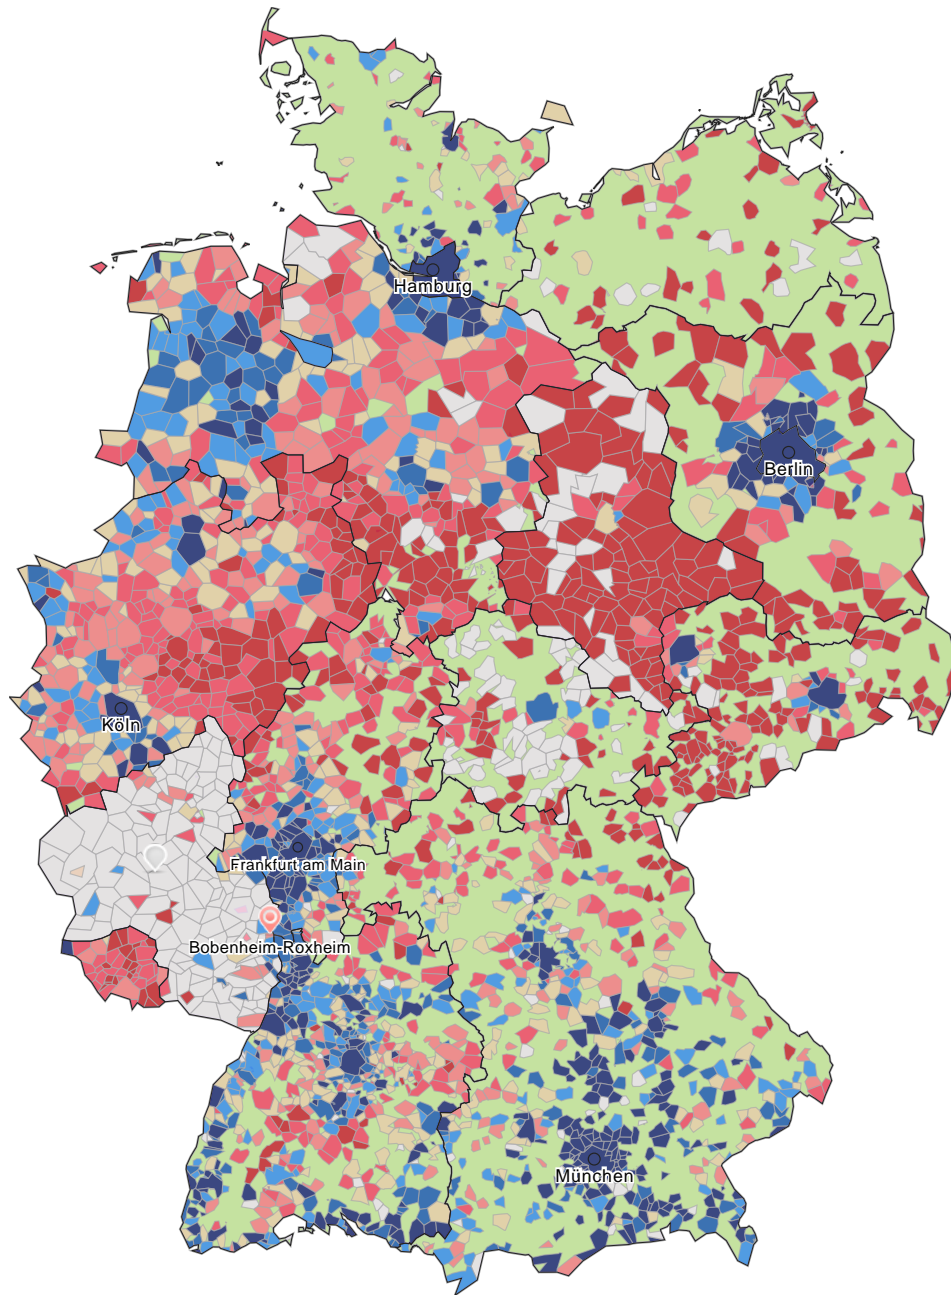 Hamburg
Berlin
Köln
Frankfurt am Main
Bobenheim-Roxheim
München